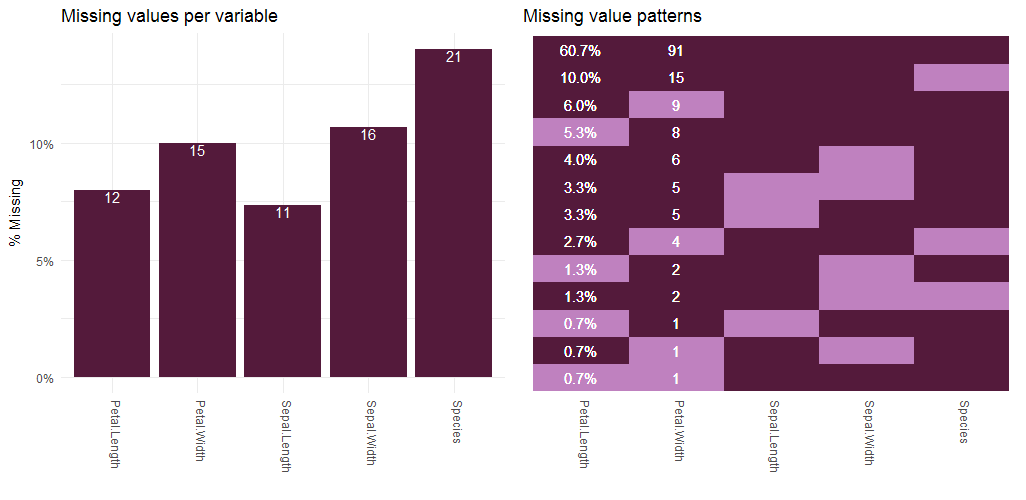 Missing values per variable
% Missing
10%
5%
0%
12
15
11
16
21
Petal.Length
Petal.Width
Sepal.Length
Sepal.Width
Species
Missing value patterns
60.7% 91
10.0% 15
6.0% 9
5.3% 8
4.0% 6
3.3% 5
3.3% 5
2.7% 4
1.3% 2
1.3% 2
0.7% 1
0.7% 1
0.7% 1
Petal.Length
Petal.Width
Sepal.Length
Sepal.Width
Species